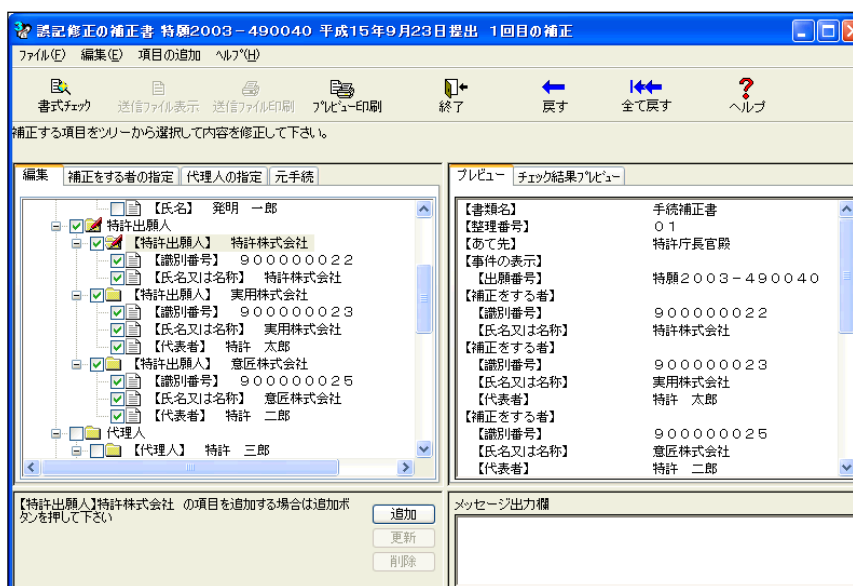 誤記修正の補正書 特願2003-490040 平成15年9月23日提出 1回目の補正
ファイル(F) 編集(E) 項目の追加 ヘルプ(H)
書式チェック 送信ファイル表示 送信ファイル印刷 プレビュー印刷 終了 戻す 全て戻す ヘルプ
補正する項目をツリーから選択して内容を修正して下さい。
編集 補正をする者の指定 代理人の指定 元手続
【氏名】 発明 一郎
特許出願人
【特許出願人】 特許株式会社
【識別番号】 900000022
【氏名又は名称】 特許株式会社
【特許出願人】 実用株式会社
【識別番号】 900000023
【氏名又は名称】 実用株式会社
【代表者】 特許 太郎
【特許出願人】 意匠株式会社
【識別番号】 900000025
【氏名又は名称】 意匠株式会社
【代表者】 特許 二郎
代理人
【代理人】 特許 三郎
プレビュー チェック結果プレビュー
【書類名】 手続補正書
【整理番号】 01
【あて先】 特許庁長官殿
【事件の表示】
【出願番号】 特願2003-490040
【補正をする者】
【識別番号】 900000022
【氏名又は名称】 特許株式会社
【補正をする者】
【識別番号】 900000023
【氏名又は名称】 実用株式会社
【代表者】 特許 太郎
【補正をする者】
【識別番号】 900000025
【氏名又は名称】 意匠株式会社
【代表者】 特許 二郎
【特許出願人】特許株式会社 の項目を追加する場合は追加ボ
タンを押して下さい
追加
更新
削除
メッセージ出力欄